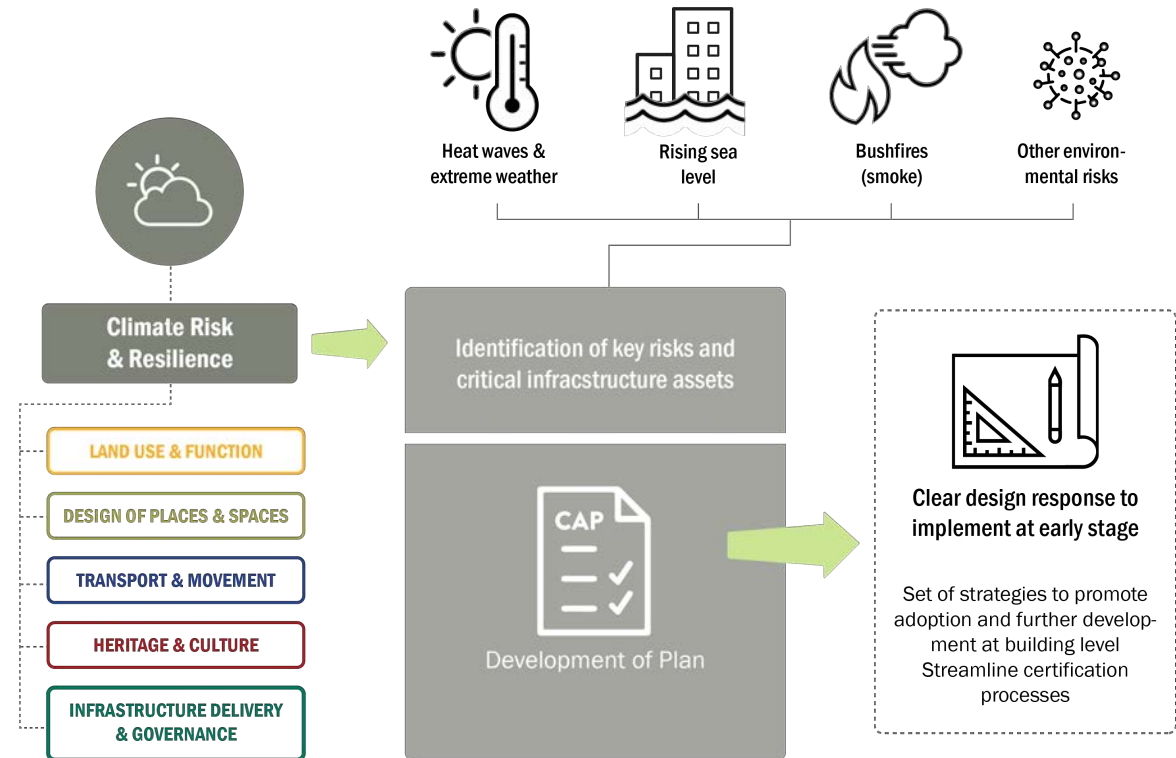 Heat waves &
extreme weather
Rising sea
level
Bushfires
(smoke)
Other environ-
mental risks
Climate Risk
& Resilience
LAND USE & FUNCTION
DESIGN OF PLACES & SPACES
TRANSPORT & MOVEMENT
HERITAGE & CULTURE
INFRASTRUCTURE DELIVERY
& GOVERNANCE
Identification of key risks and
critical infracstructure assets
CAP
Development of Plan
Clear design response to
implement at early stage
Set of strategies to promote
adoption and further develop-
ment at building level
Streamline certification
processes